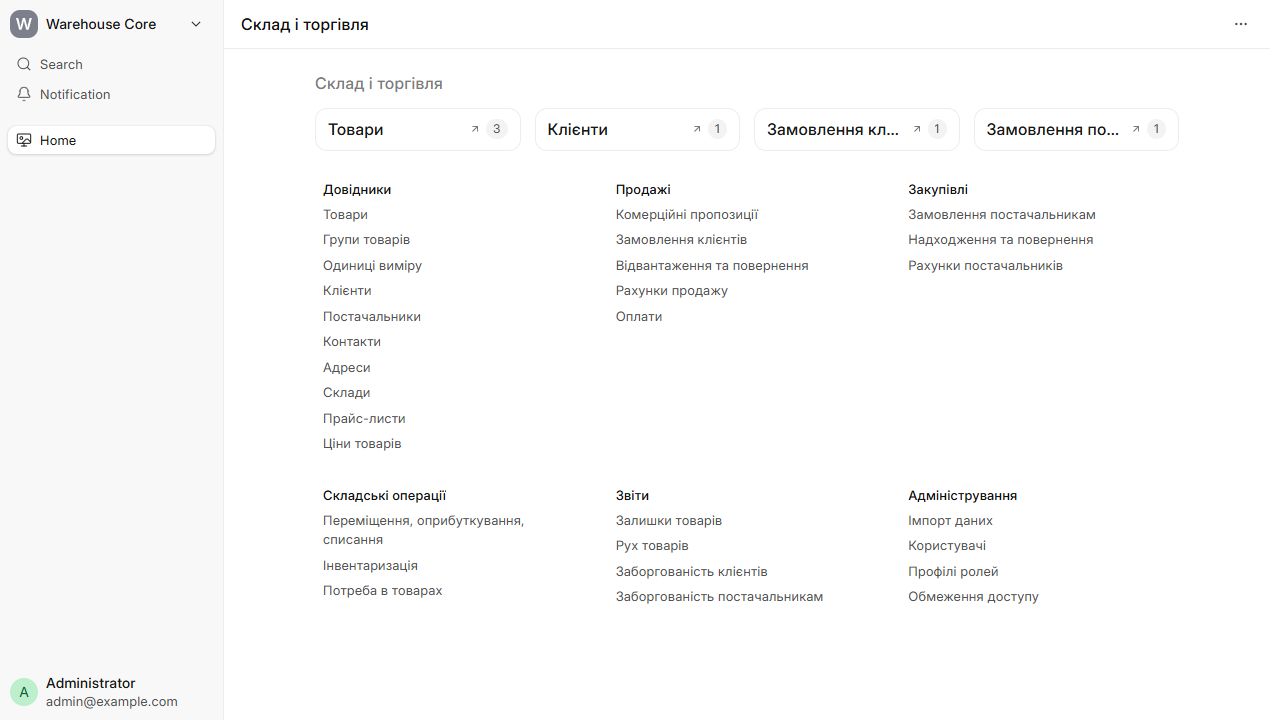 W Warehouse Core
Search
Notification
Home
Склад і торгівля
Склад і торгівля
Товари 3
Клієнти 1
Замовлення кл... 1
Замовлення по... 1
Довідники
Товари
Групи товарів
Одиниці виміру
Клієнти
Постачальники
Контакти
Адреси
Склади
Прайс-листи
Ціни товарів
Продажі
Комерційні пропозиції
Замовлення клієнтів
Відвантаження та повернення
Рахунки продажу
Оплати
Закупівлі
Замовлення постачальникам
Надходження та повернення
Рахунки постачальників
Складські операції
Переміщення, оприбуткування,
списання
Інвентаризація
Потреба в товарах
Звіти
Залишки товарів
Рух товарів
Заборгованість клієнтів
Заборгованість постачальникам
Адміністрування
Імпорт даних
Користувачі
Профілі ролей
Обмеження доступу
A Administrator
admin@example.com